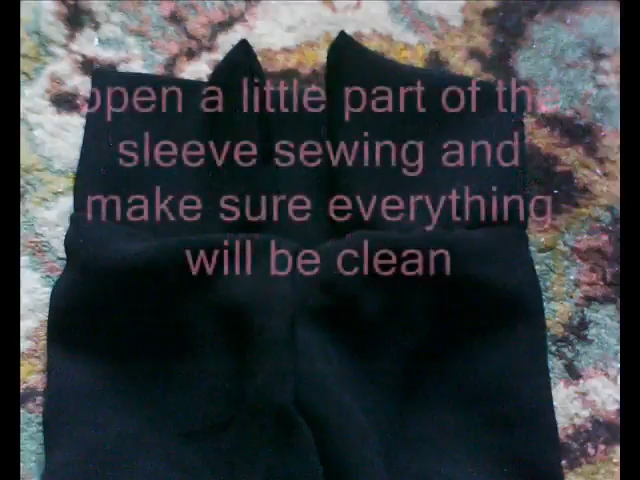 open a little part of the
sleeve sewing and
make sure everything
will be clean